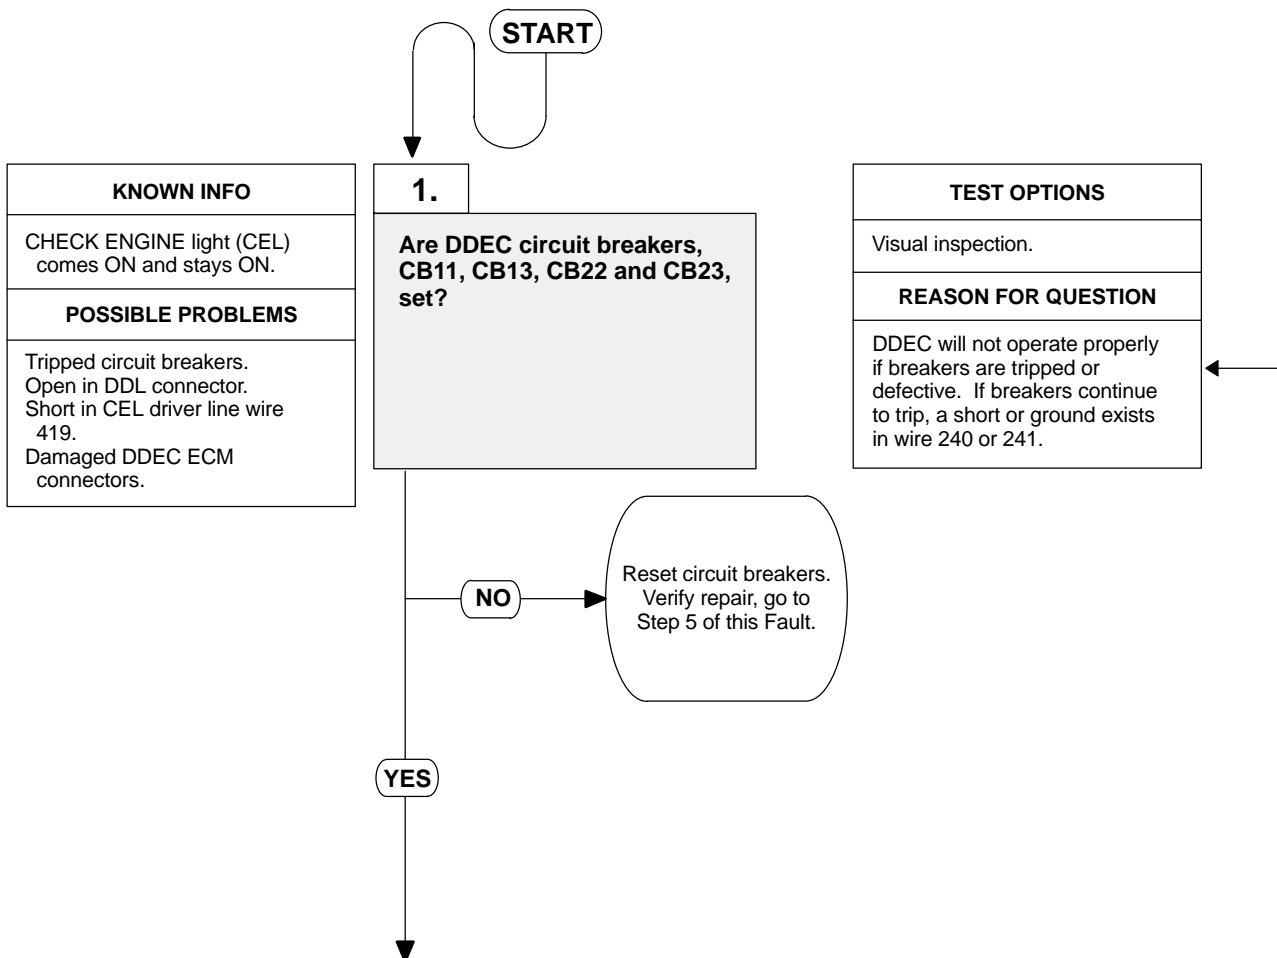 START
KNOWN INFO
CHECK ENGINE light (CEL)
comes ON and stays ON.
POSSIBLE PROBLEMS
Tripped circuit breakers.
Open in DDL connector.
Short in CEL driver line wire
419.
Damaged DDEC ECM
connectors.
1.
Are DDEC circuit breakers,
CB11, CB13, CB22 and CB23,
set?
TEST OPTIONS
Visual inspection.
REASON FOR QUESTION
DDEC will not operate properly
if breakers are tripped or
defective.  If breakers continue
to trip, a short or ground exists
in wire 240 or 241.
NO
Reset circuit breakers.
Verify repair, go to
Step 5 of this Fault.
YES